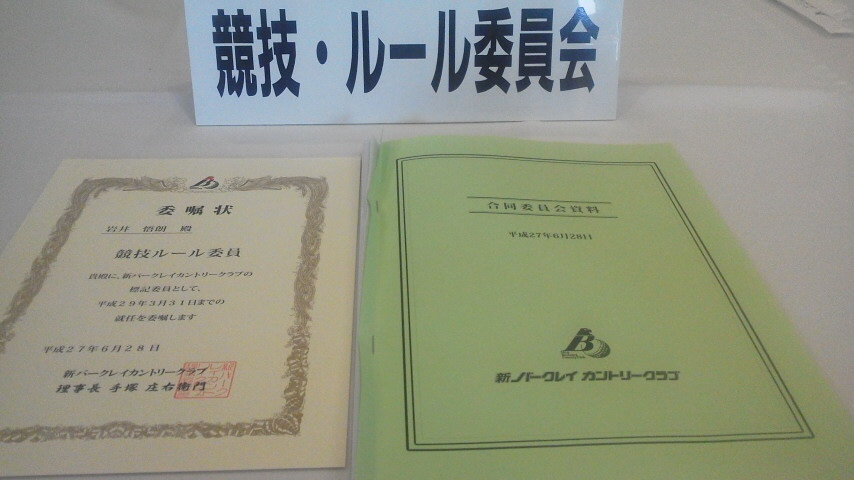 競技・ルール委員会
委嘱状
岩井 悟朗 殿
競技ルール委員
貴殿に、新バークレイカントリークラブの
標記委員として、
平成29年3月31日までの
就任を委嘱します
平成27年6月28日
新バークレイカントリークラブ
理事長 手塚 庄右衛門
合同委員会資料
平成27年6月28日
新バークレイ カントリークラブ